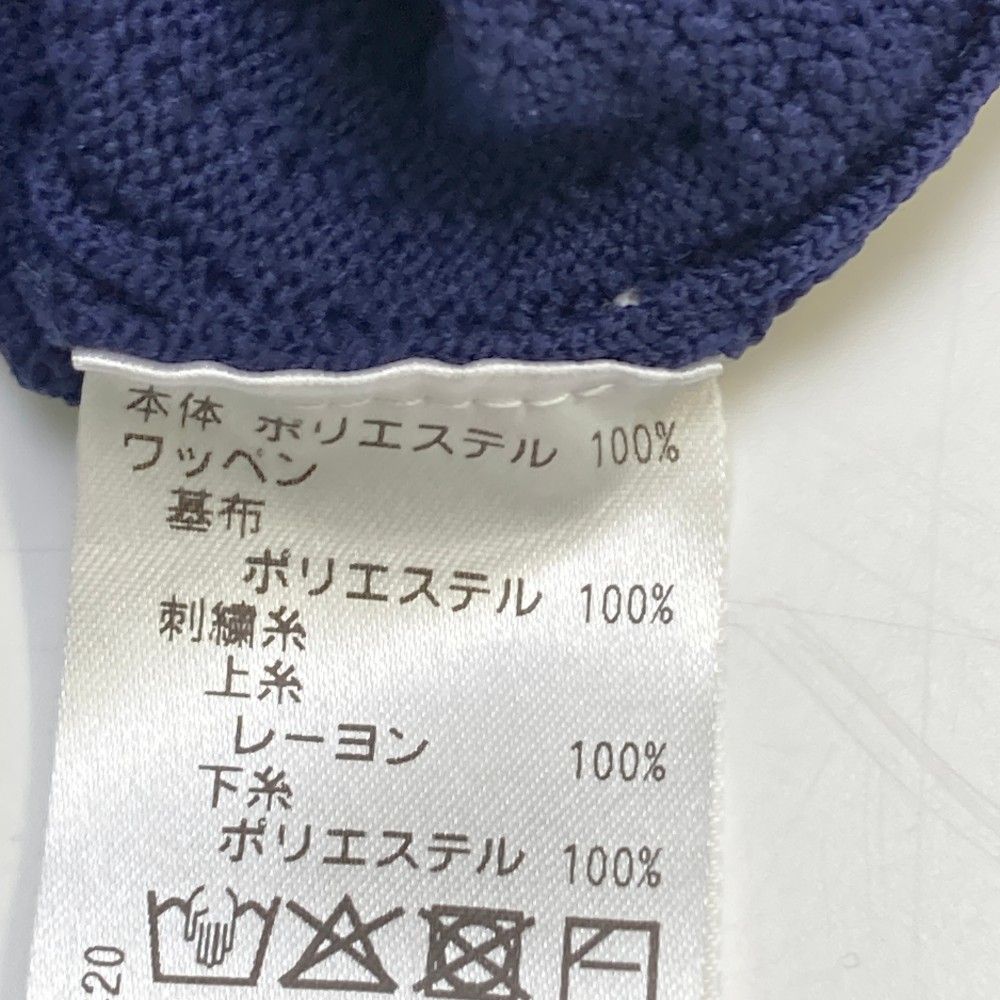 本体 ポリエステル 100%
ワッペン
基布
ポリエステル 100%
刺繍糸
上糸
レーヨン 100%
下糸
ポリエステル 100%
20